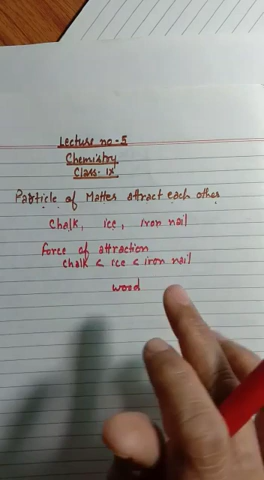 Lecture no-5
Chemistry
Class-IX
Particle of Matter attract each other
Chalk, ice, iron nail
Force of attraction
chalk < ice < iron nail
wood